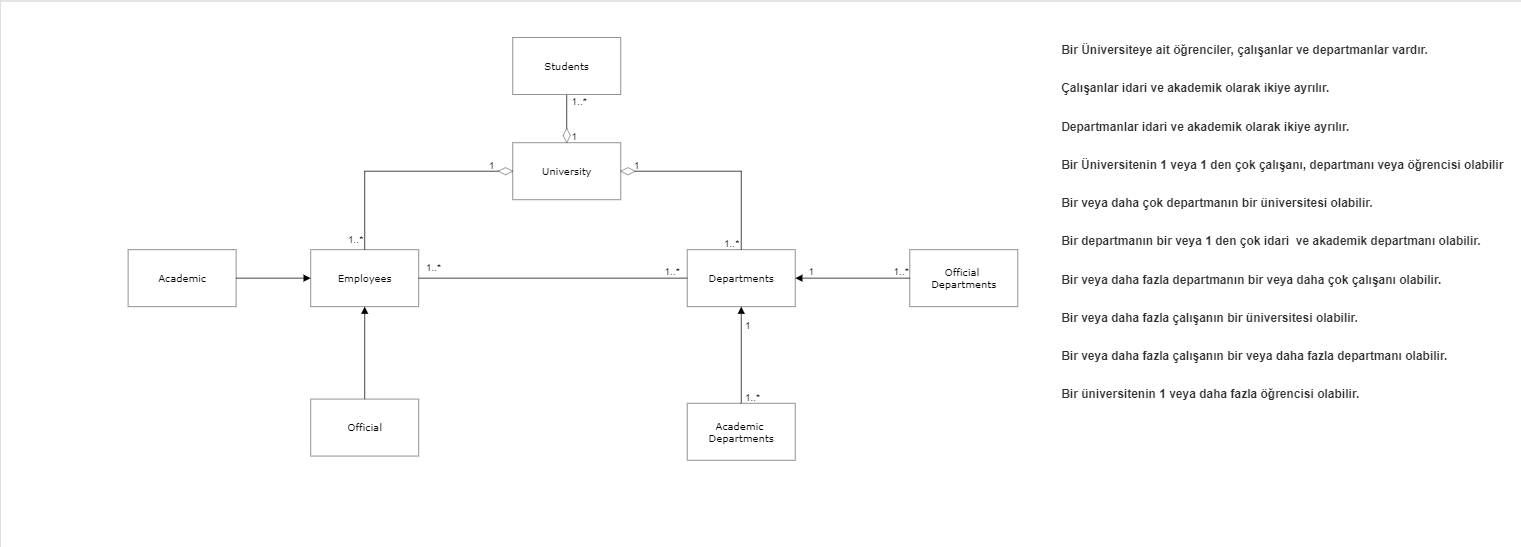 Students
1..*
1
University
1
1
1..*
1..*
Academic
Employees
1..*
1..*
Departments
1
1..*
Official
Departments
1
1..*
Official
Academic
Departments
Bir Üniversiteye ait öğrenciler, çalışanlar ve departmanlar vardır.
Çalışanlar idari ve akademik olarak ikiye ayrılır.
Departmanlar idari ve akademik olarak ikiye ayrılır.
Bir Üniversitenin 1 veya 1 den çok çalışanı, departmanı veya öğrencisi olabilir
Bir veya daha çok departmanın bir üniversitesi olabilir.
Bir departmanın bir veya 1 den çok idari  ve akademik departmanı olabilir.
Bir veya daha fazla departmanın bir veya daha çok çalışanı olabilir.
Bir veya daha fazla çalışanın bir üniversitesi olabilir.
Bir veya daha fazla çalışanın bir veya daha fazla departmanı olabilir.
Bir üniversitenin 1 veya daha fazla öğrencisi olabilir.